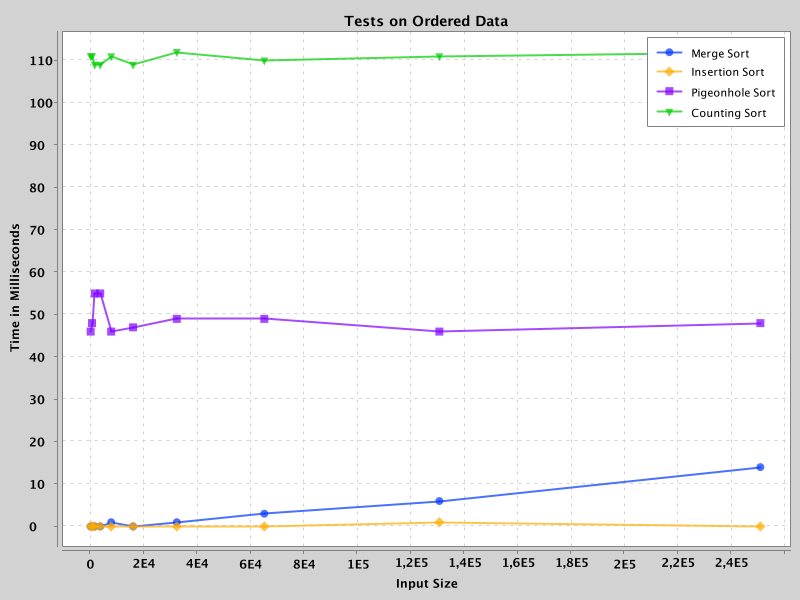 Tests on Ordered Data
Merge Sort
Insertion Sort
Pigeonhole Sort
Counting Sort
Time in Milliseconds
110
100
90
80
70
60
50
40
30
20
10
0
0 2E4 4E4 6E4 8E4 1E5 1,2E5 1,4E5 1,6E5 1,8E5 2E5 2,2E5 2,4E5
Input Size